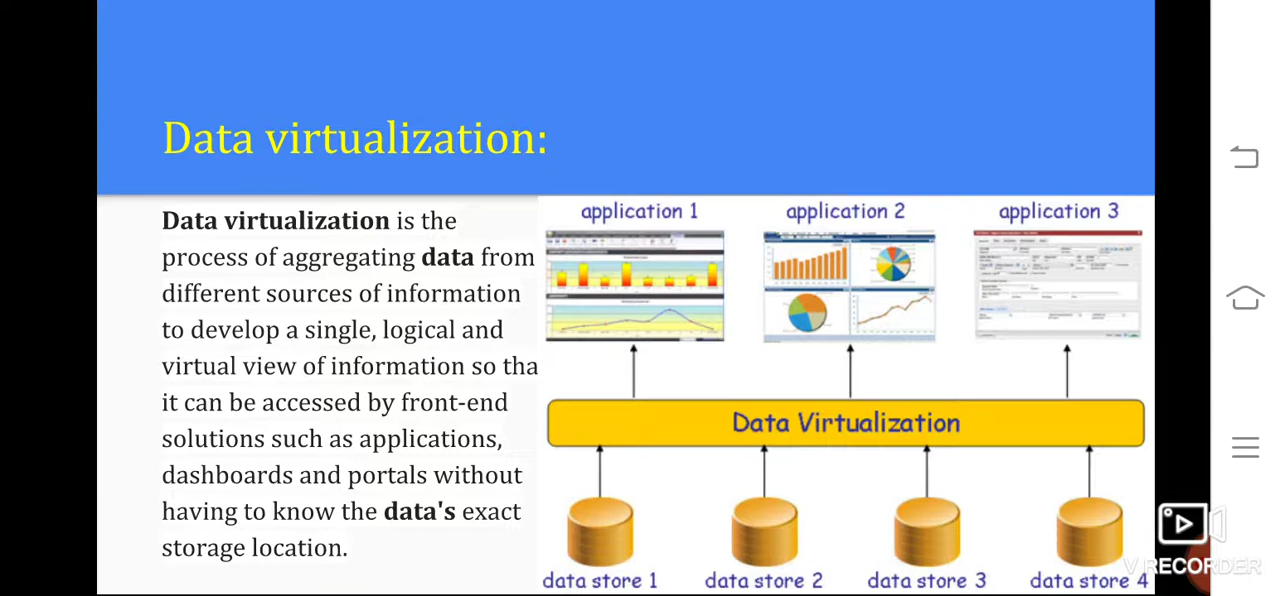 Data virtualization:
Data virtualization is the
process of aggregating data from
different sources of information
to develop a single, logical and
virtual view of information so tha
it can be accessed by front-end
solutions such as applications,
dashboards and portals without
having to know the data's exact
storage location.
application 1
application 2
application 3
Data Virtualization
data store 1
data store 2
data store 3
data store 4
V RECORDER